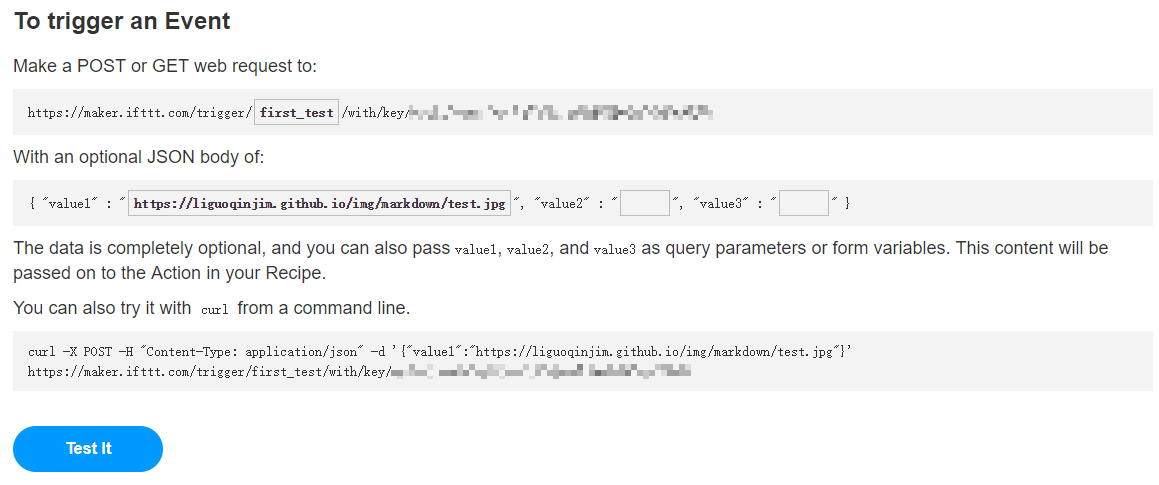 To trigger an Event
Make a POST or GET web request to:
https://maker.ifttt.com/trigger/ first_test /with/key/
With an optional JSON body of:
{ "value1" : " https://liguoqinjim.github.io/img/markdown/test.jpg ", "value2" : " ", "value3" : " " }
The data is completely optional, and you can also pass value1, value2, and value3 as query parameters or form variables. This content will be
passed on to the Action in your Recipe.
You can also try it with curl from a command line.
curl -X POST -H "Content-Type: application/json" -d '{"value1":"https://liguoqinjim.github.io/img/markdown/test.jpg"}'
https://maker.ifttt.com/trigger/first_test/with/key/
Test It